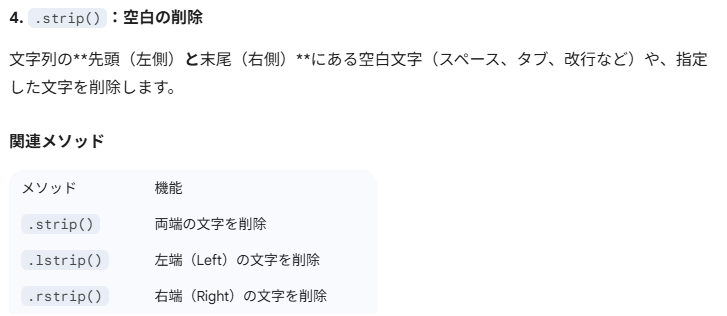 4. .strip() ：空白の削除
文字列の**先頭（左側）と末尾（右側）**にある空白文字（スペース、タブ、改行など）や、指定
した文字を削除します。
関連メソッド
メソッド 機能
.strip() 両端の文字を削除
.lstrip() 左端（Left）の文字を削除
.rstrip() 右端（Right）の文字を削除